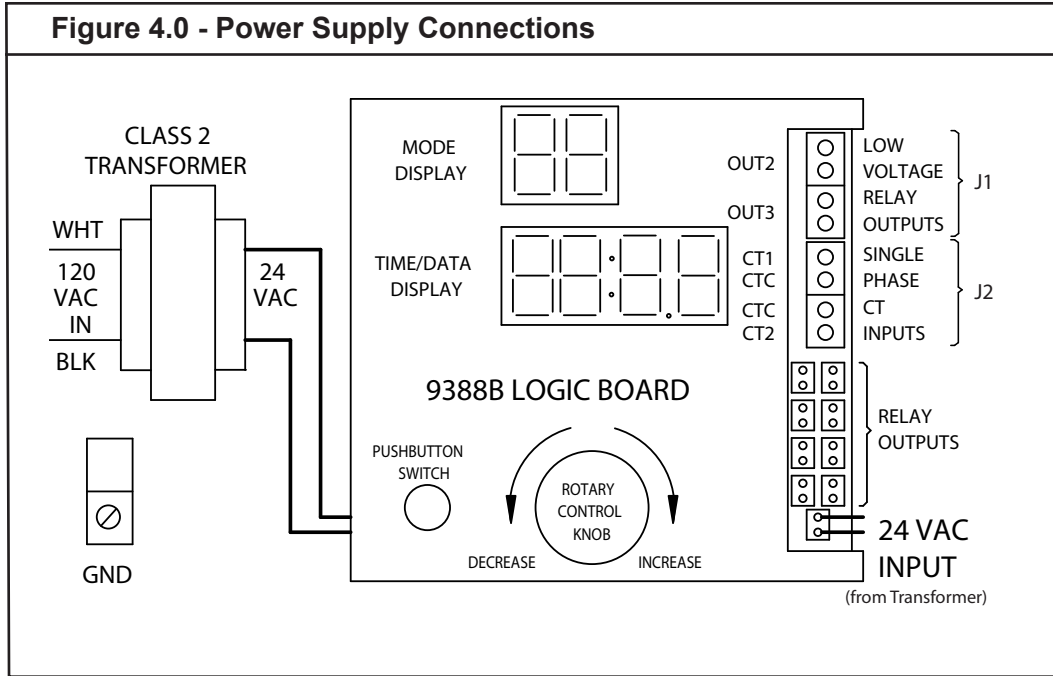 Figure 4.0 - Power Supply Connections
CLASS 2
TRANSFORMER
WHT
120
VAC
IN
BLK
24
VAC
GND
MODE
DISPLAY
TIME/DATA
DISPLAY
9388B LOGIC BOARD
PUSHBUTTON
SWITCH
ROTARY
CONTROL
KNOB
DECREASE
INCREASE
OUT2
OUT3
CT1
CTC
CTC
CT2
LOW
VOLTAGE
RELAY
OUTPUTS
J1
SINGLE
PHASE
CT
INPUTS
J2
RELAY
OUTPUTS
24 VAC
INPUT
(from Transformer)